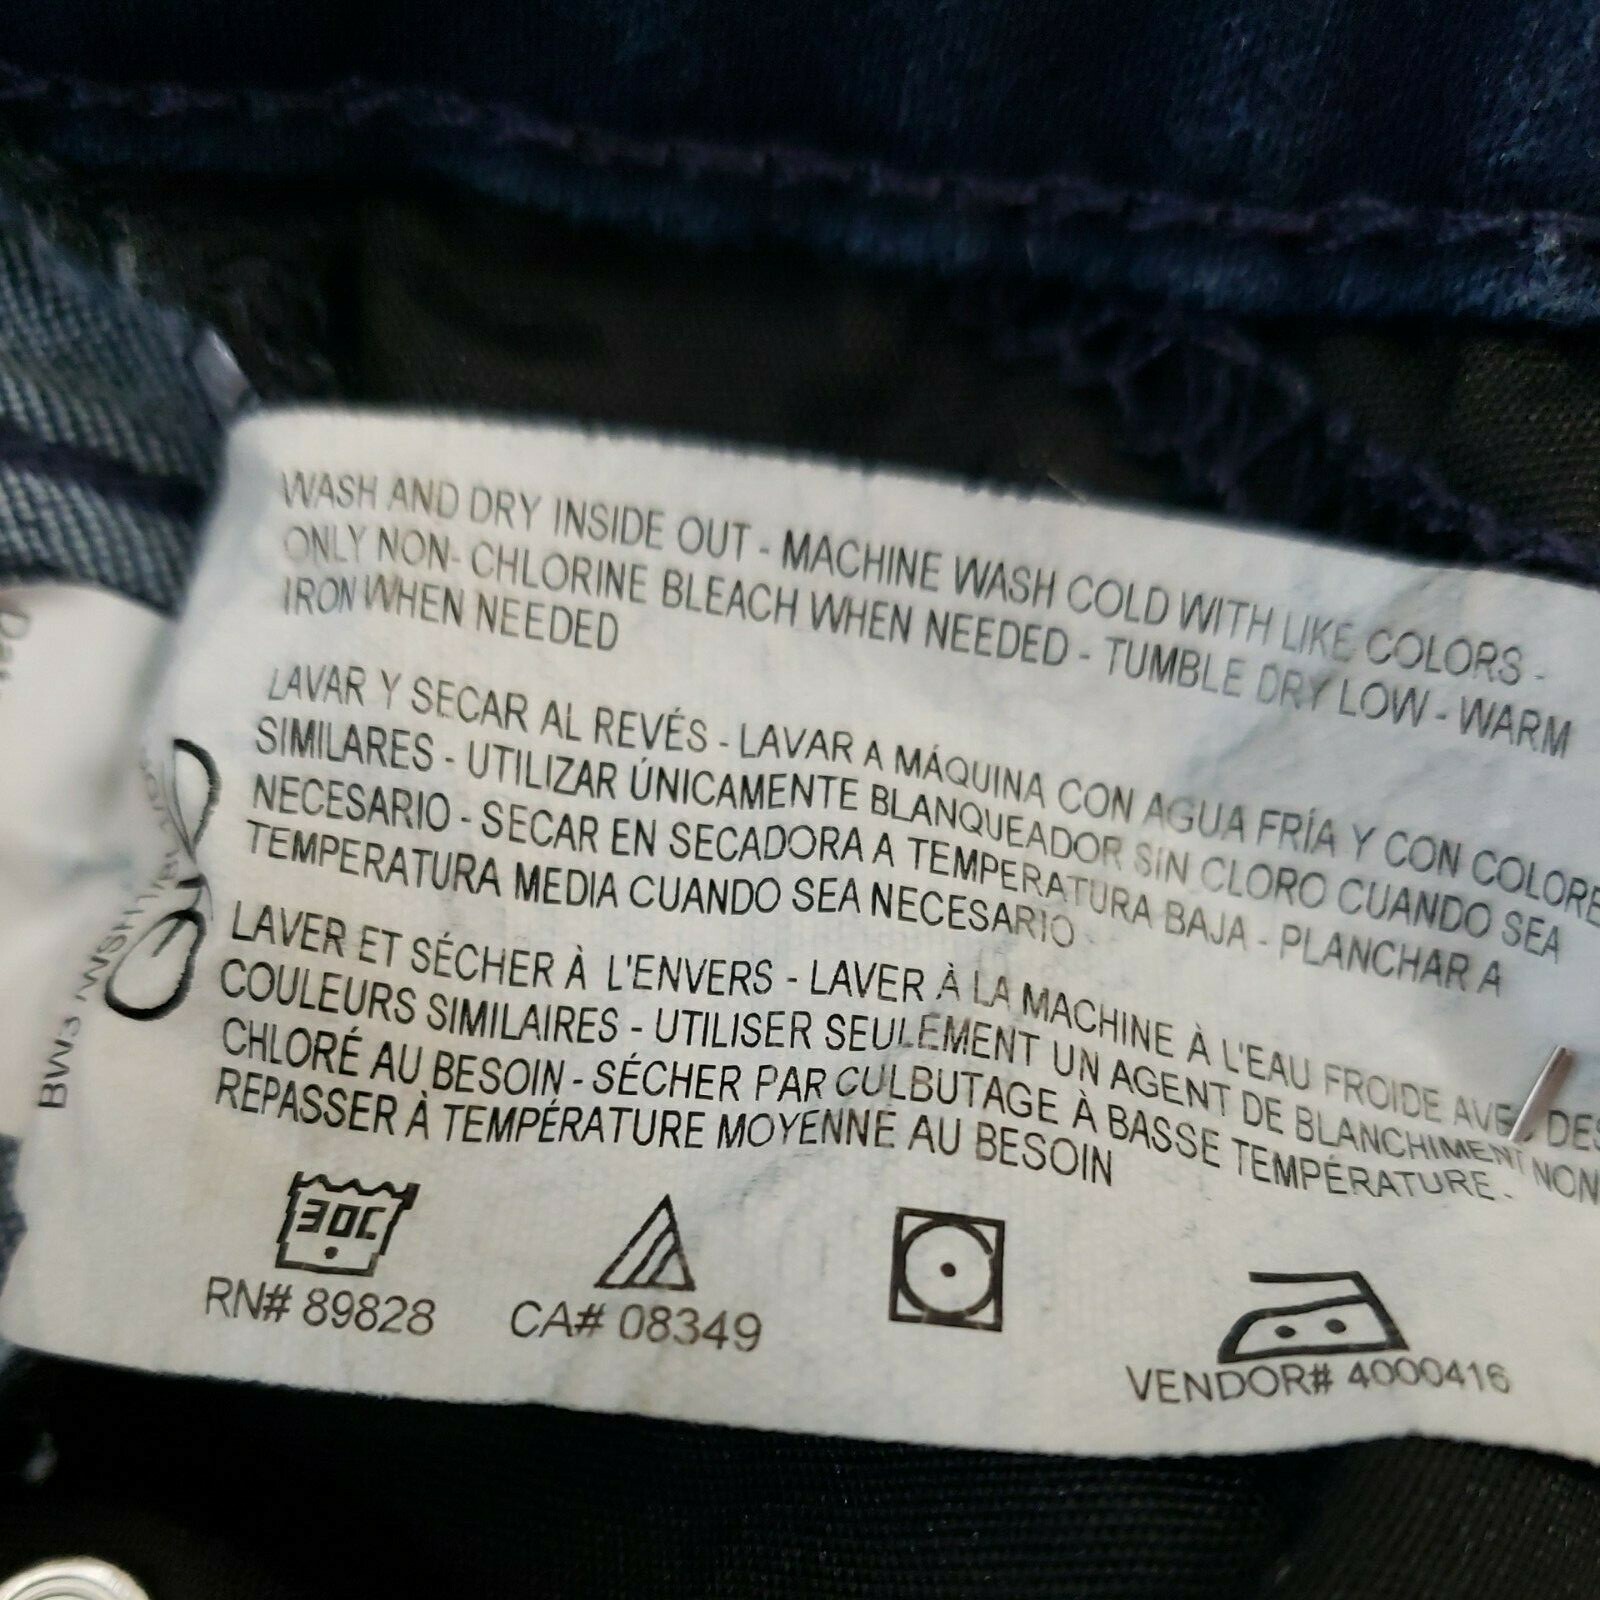 WASH AND DRY INSIDE OUT - MACHINE WASH COLD WITH LIKE COLORS -
ONLY NON- CHLORINE BLEACH WHEN NEEDED - TUMBLE DRY LOW - WARM
IRON WHEN NEEDED
LAVAR Y SECAR AL REVÉS - LAVAR A MÁQUINA CON AGUA FRÍA Y CON COLORE
SIMILARES - UTILIZAR ÚNICAMENTE BLANQUEADOR SIN CLORO CUANDO SEA
NECESARIO - SECAR EN SECADORA A TEMPERATURA BAJA - PLANCHAR A
TEMPERATURA MEDIA CUANDO SEA NECESARIO
LAVER ET SÉCHER À L'ENVERS - LAVER À LA MACHINE À L'EAU FROIDE AVEC DES
COULEURS SIMILAIRES - UTILISER SEULEMENT UN AGENT DE BLANCHIMENT NON
CHLORÉ AU BESOIN - SÉCHER PAR CULBUTAGE À BASSE TEMPÉRATURE.
REPASSER À TEMPÉRATURE MOYENNE AU BESOIN
30C
RN# 89828 CA# 08349 VENDOR# 4000416